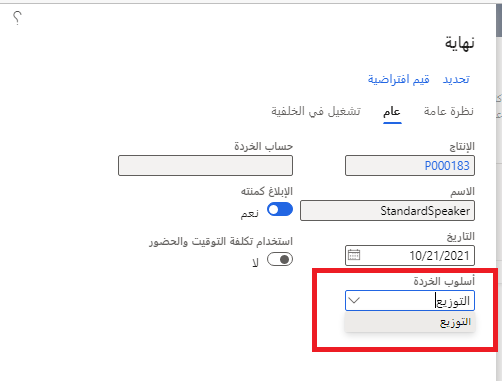 ؟
نهاية
تحديد قيم افتراضية
نظرة عامة عام تشغيل في الخلفية
الإنتاج
P000183
حساب الخردة
الاسم
StandardSpeaker
الإبلاغ كمنته
نعم
التاريخ
10/21/2021
استخدام تكلفة التوقيت والحضور
لا
أسلوب الخردة
التوزيع
التوزيع